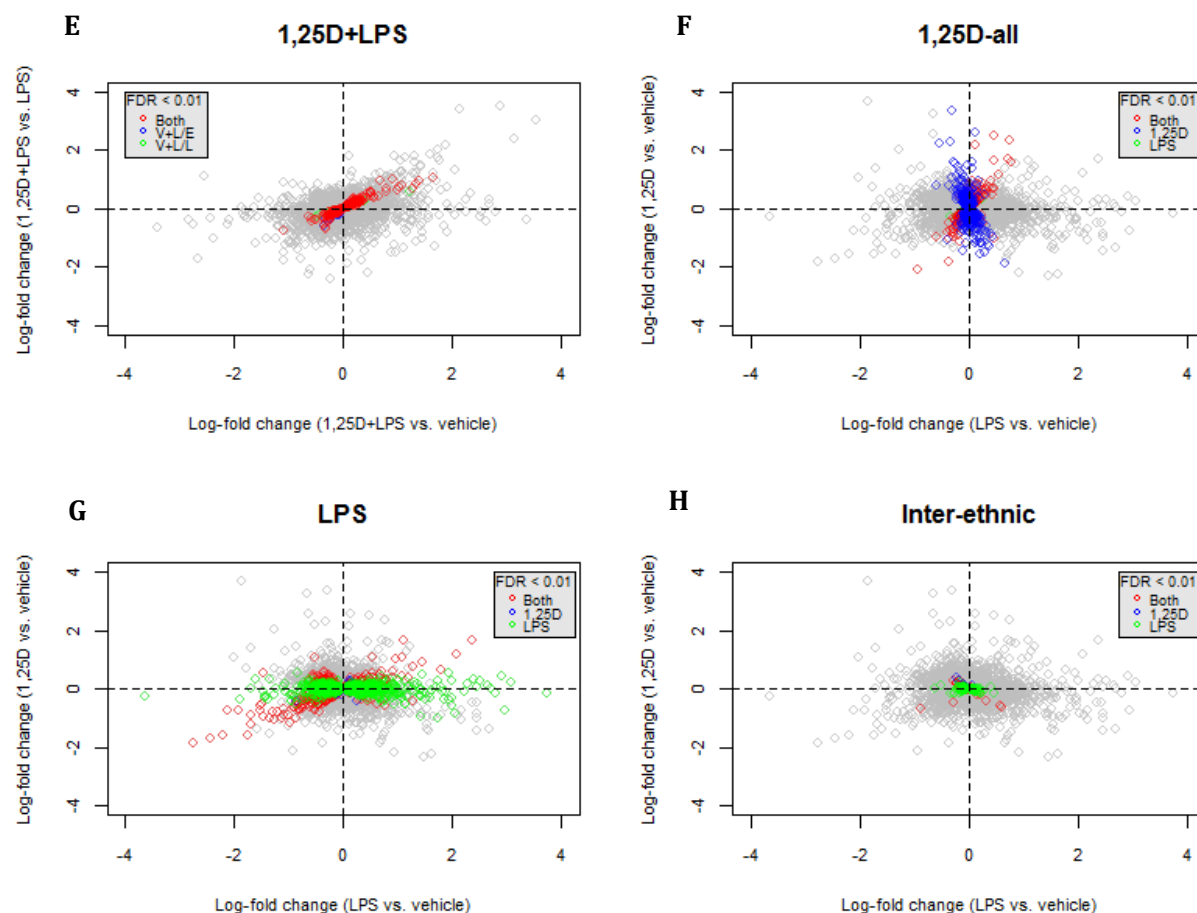 E
1,25D+LPS
Log-fold change (1,25D+LPS vs. LPS)
4
2
0
-2
-4
FDR < 0.01
Both
V+L/E
V+L/L
-4
-2
0
2
4
Log-fold change (1,25D+LPS vs. vehicle)
F
1,25D-all
Log-fold change (1,25D vs. vehicle)
4
2
0
-2
-4
FDR < 0.01
Both
1,25D
LPS
-4
-2
0
2
4
Log-fold change (LPS vs. vehicle)
G
LPS
Log-fold change (1,25D vs. vehicle)
4
2
0
-2
-4
FDR < 0.01
Both
1,25D
LPS
-4
-2
0
2
4
Log-fold change (LPS vs. vehicle)
H
Inter-ethnic
Log-fold change (1,25D vs. vehicle)
4
2
0
-2
-4
FDR < 0.01
Both
1,25D
LPS
-4
-2
0
2
4
Log-fold change (LPS vs. vehicle)